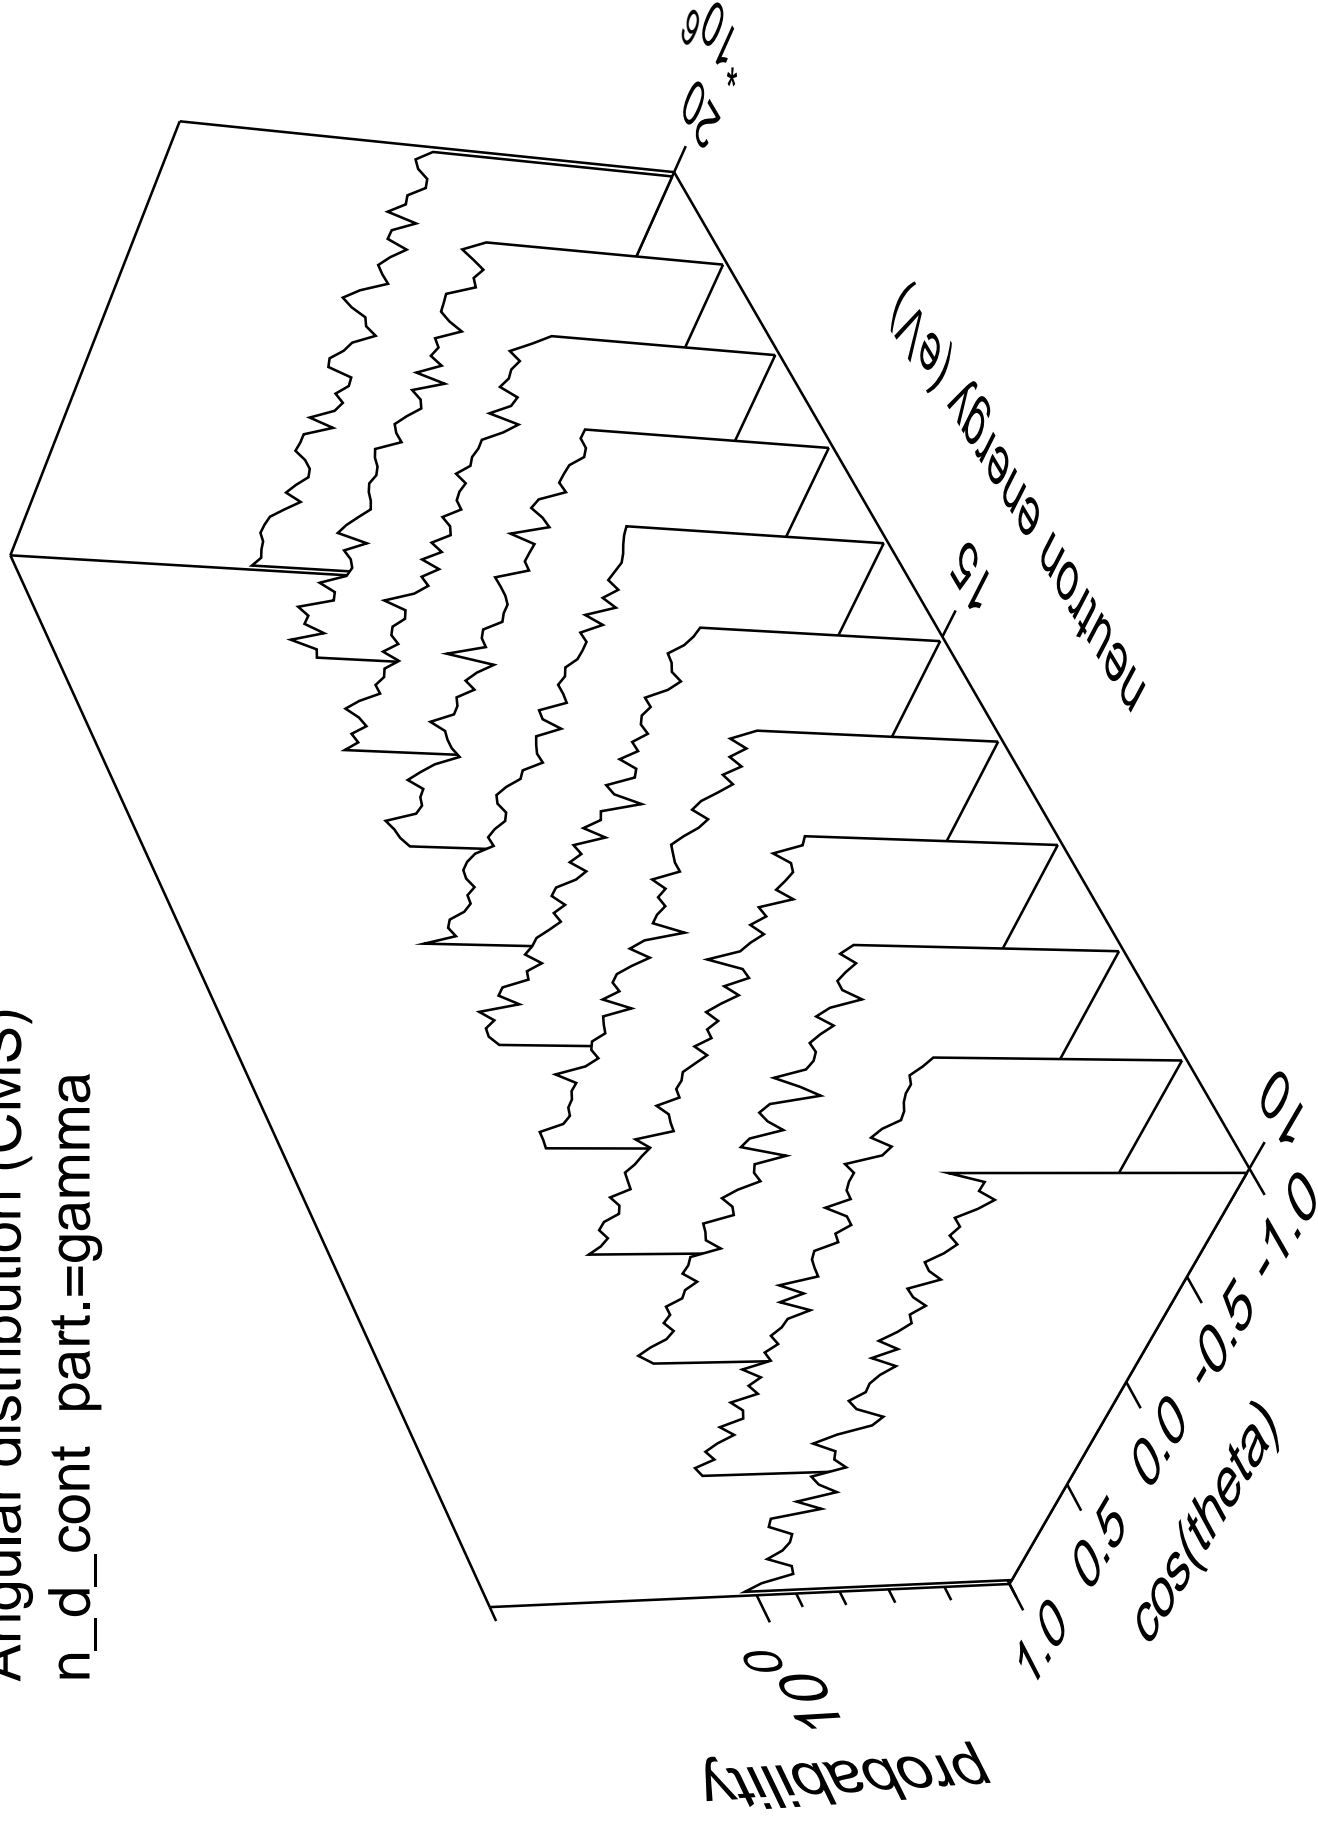 Angular distribution (CMS)
n_d_cont part.=gamma
probability
10^0
1.0 0.5 0.0 -0.5 -1.0
cos(theta)
10 15 20
* 10^6
neutron energy (eV)